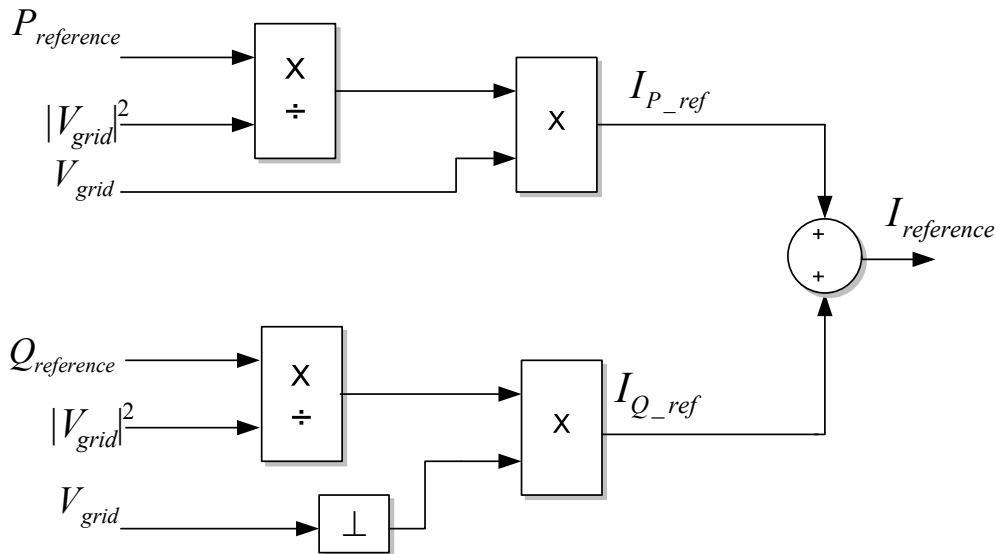 P_reference
X
÷
|V_grid|^2
V_grid
X
I_P_ref
+
+
I_reference
Q_reference
X
÷
|V_grid|^2
V_grid
⊥
X
I_Q_ref